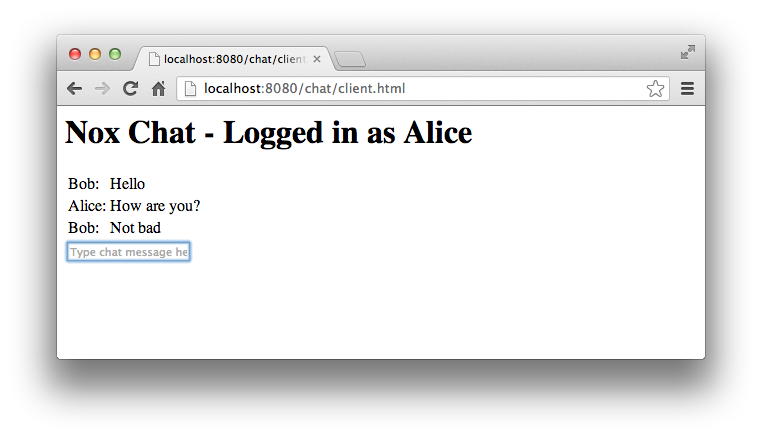 localhost:8080/chat/client
localhost:8080/chat/client.html
Nox Chat - Logged in as Alice
Bob: Hello
Alice: How are you?
Bob: Not bad
Type chat message he